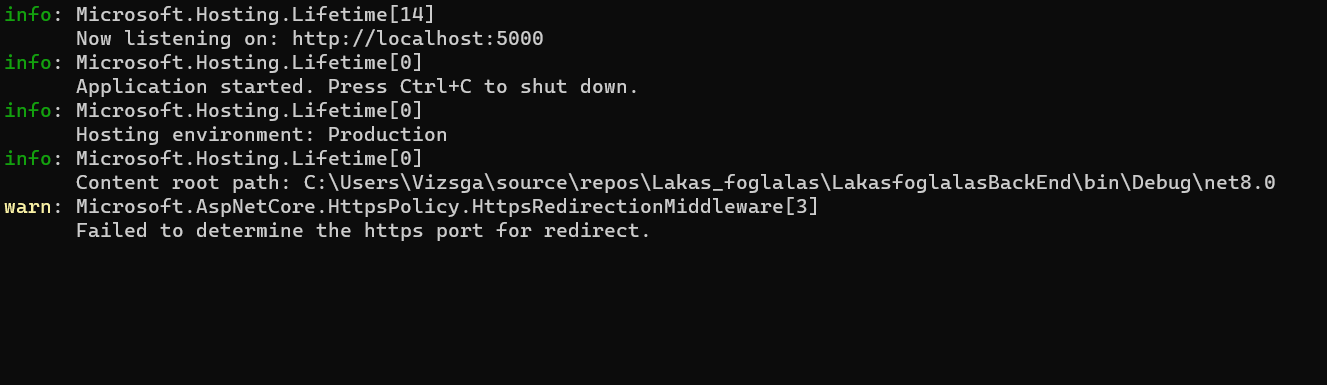 info: Microsoft.Hosting.Lifetime[14]
Now listening on: http://localhost:5000
info: Microsoft.Hosting.Lifetime[0]
Application started. Press Ctrl+C to shut down.
info: Microsoft.Hosting.Lifetime[0]
Hosting environment: Production
info: Microsoft.Hosting.Lifetime[0]
Content root path: C:\Users\Vizsga\source\repos\Lakas_foglalas\LakasfoglalasBackEnd\bin\Debug\net8.0
warn: Microsoft.AspNetCore.HttpsPolicy.HttpsRedirectionMiddleware[3]
Failed to determine the https port for redirect.